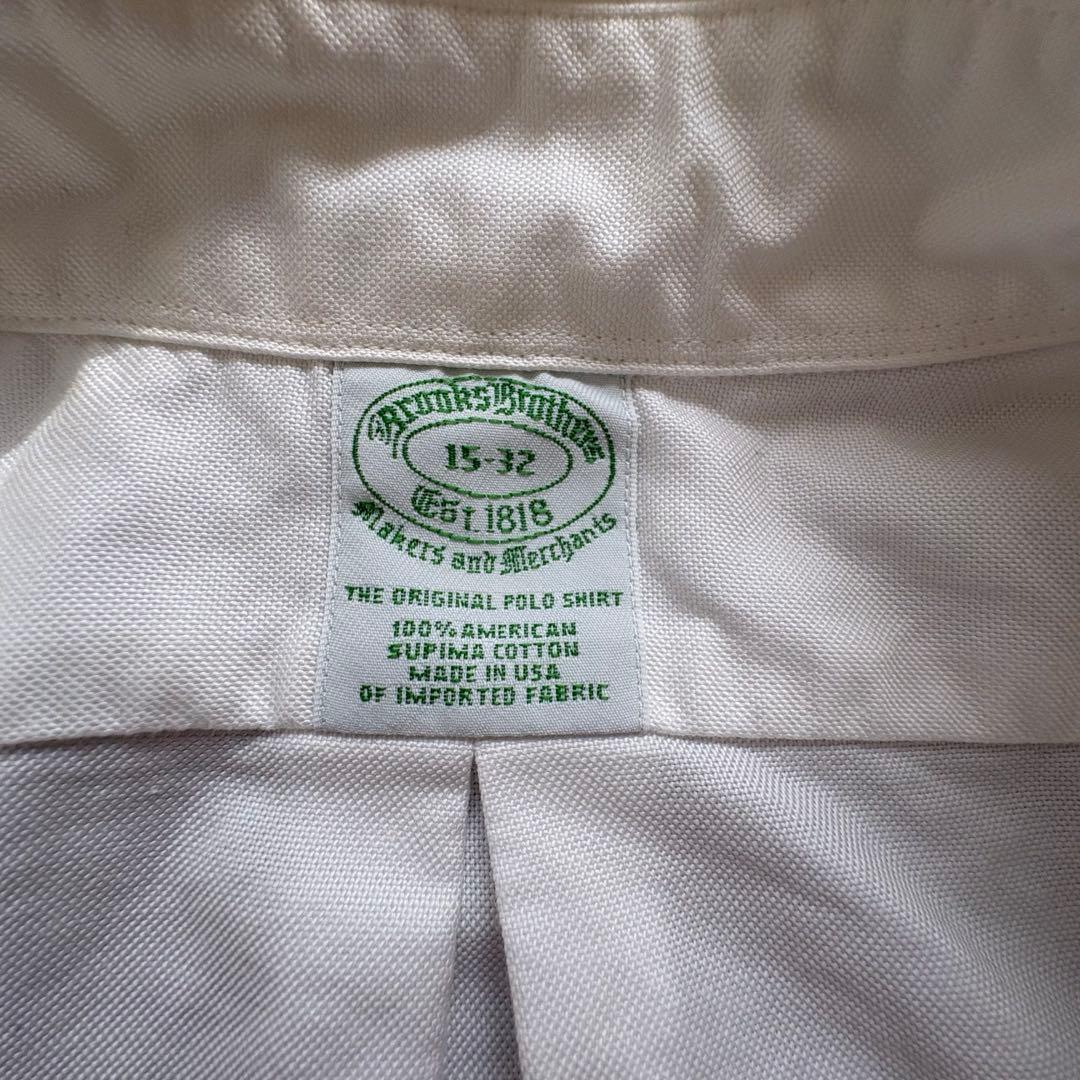 Brooks Brothers
15-32
Est. 1818
Makers and Merchants
THE ORIGINAL POLO SHIRT
100% AMERICAN
SUPIMA COTTON
MADE IN USA
OF IMPORTED FABRIC